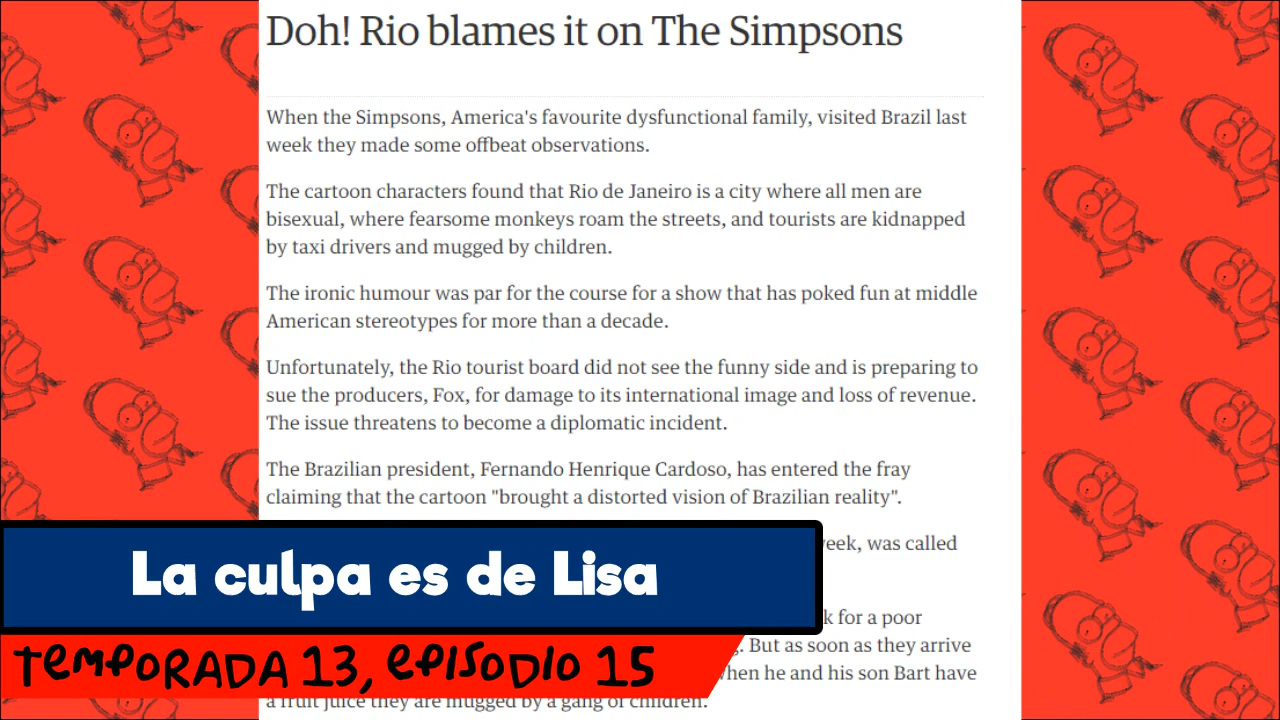 Doh! Rio blames it on The Simpsons
When the Simpsons, America's favourite dysfunctional family, visited Brazil last
week they made some offbeat observations.
The cartoon characters found that Rio de Janeiro is a city where all men are
bisexual, where fearsome monkeys roam the streets, and tourists are kidnapped
by taxi drivers and mugged by children.
The ironic humour was par for the course for a show that has poked fun at middle
American stereotypes for more than a decade.
Unfortunately, the Rio tourist board did not see the funny side and is preparing to
sue the producers, Fox, for damage to its international image and loss of revenue.
The issue threatens to become a diplomatic incident.
The Brazilian president, Fernando Henrique Cardoso, has entered the fray
claiming that the cartoon "brought a distorted vision of Brazilian reality".
was called
La culpa es de Lisa
for a poor
But as soon as they arrive
TEMPORADA 13, EPISODIO 15
when he and his son Bart have
a fruit juice they are mugged by a gang of children.